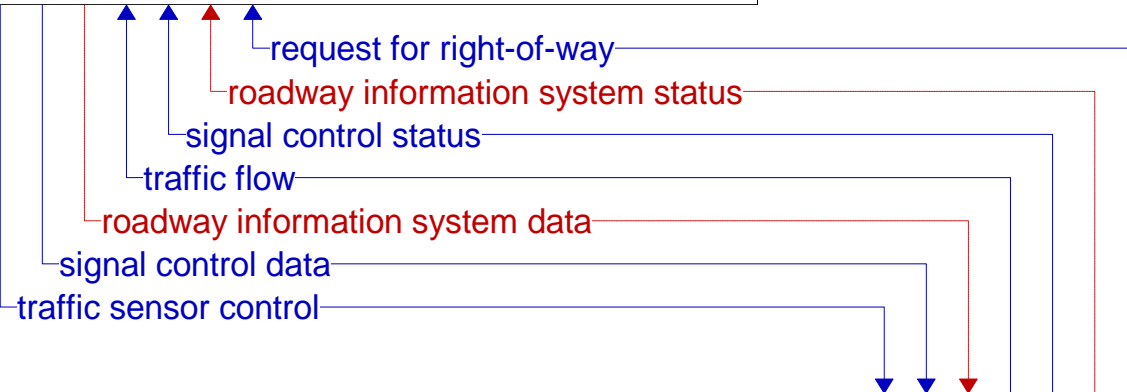 request for right-of-way
roadway information system status
signal control status
traffic flow
roadway information system data
signal control data
traffic sensor control